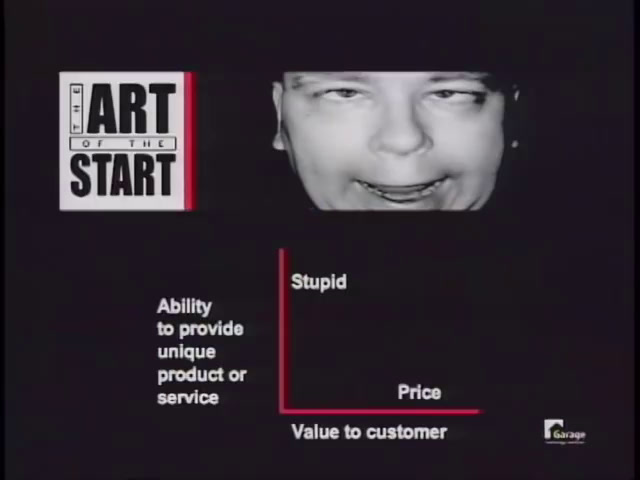 THE
ART
OF THE
START
Stupid
Ability
to provide
unique
product or
service
Price
Value to customer
Garage